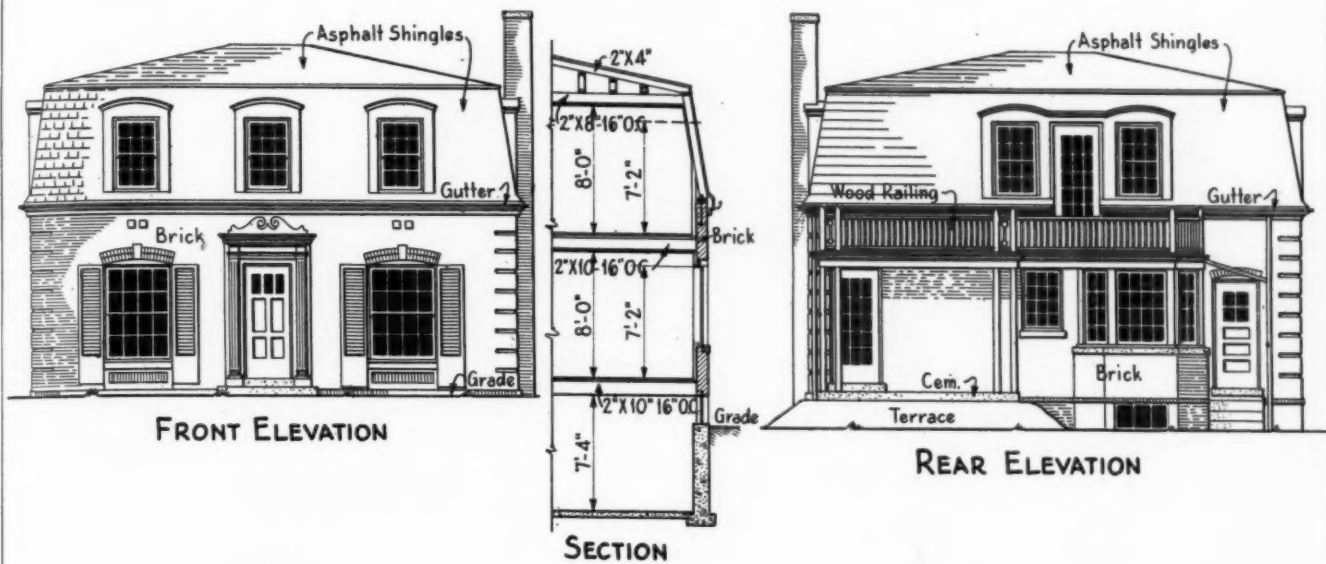 Asphalt Shingles
Gutter
Brick
Grade
FRONT ELEVATION
2"X4"
2"X8"-16"O.C.
8'-0"
7'-2"
Brick
2"X10"-16"O.C.
8'-0"
7'-2"
2"X10" 16"O.C.
Grade
7'-4"
SECTION
Asphalt Shingles
Wood Railing
Gutter
Cem.
Brick
Terrace
REAR ELEVATION